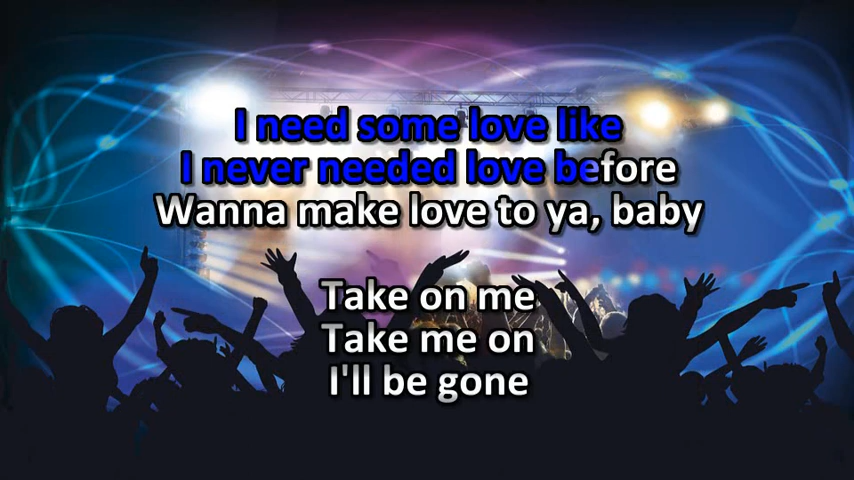 I need some love like
I never needed love before
Wanna make love to ya, baby
Take on me
Take me on
I'll be gone